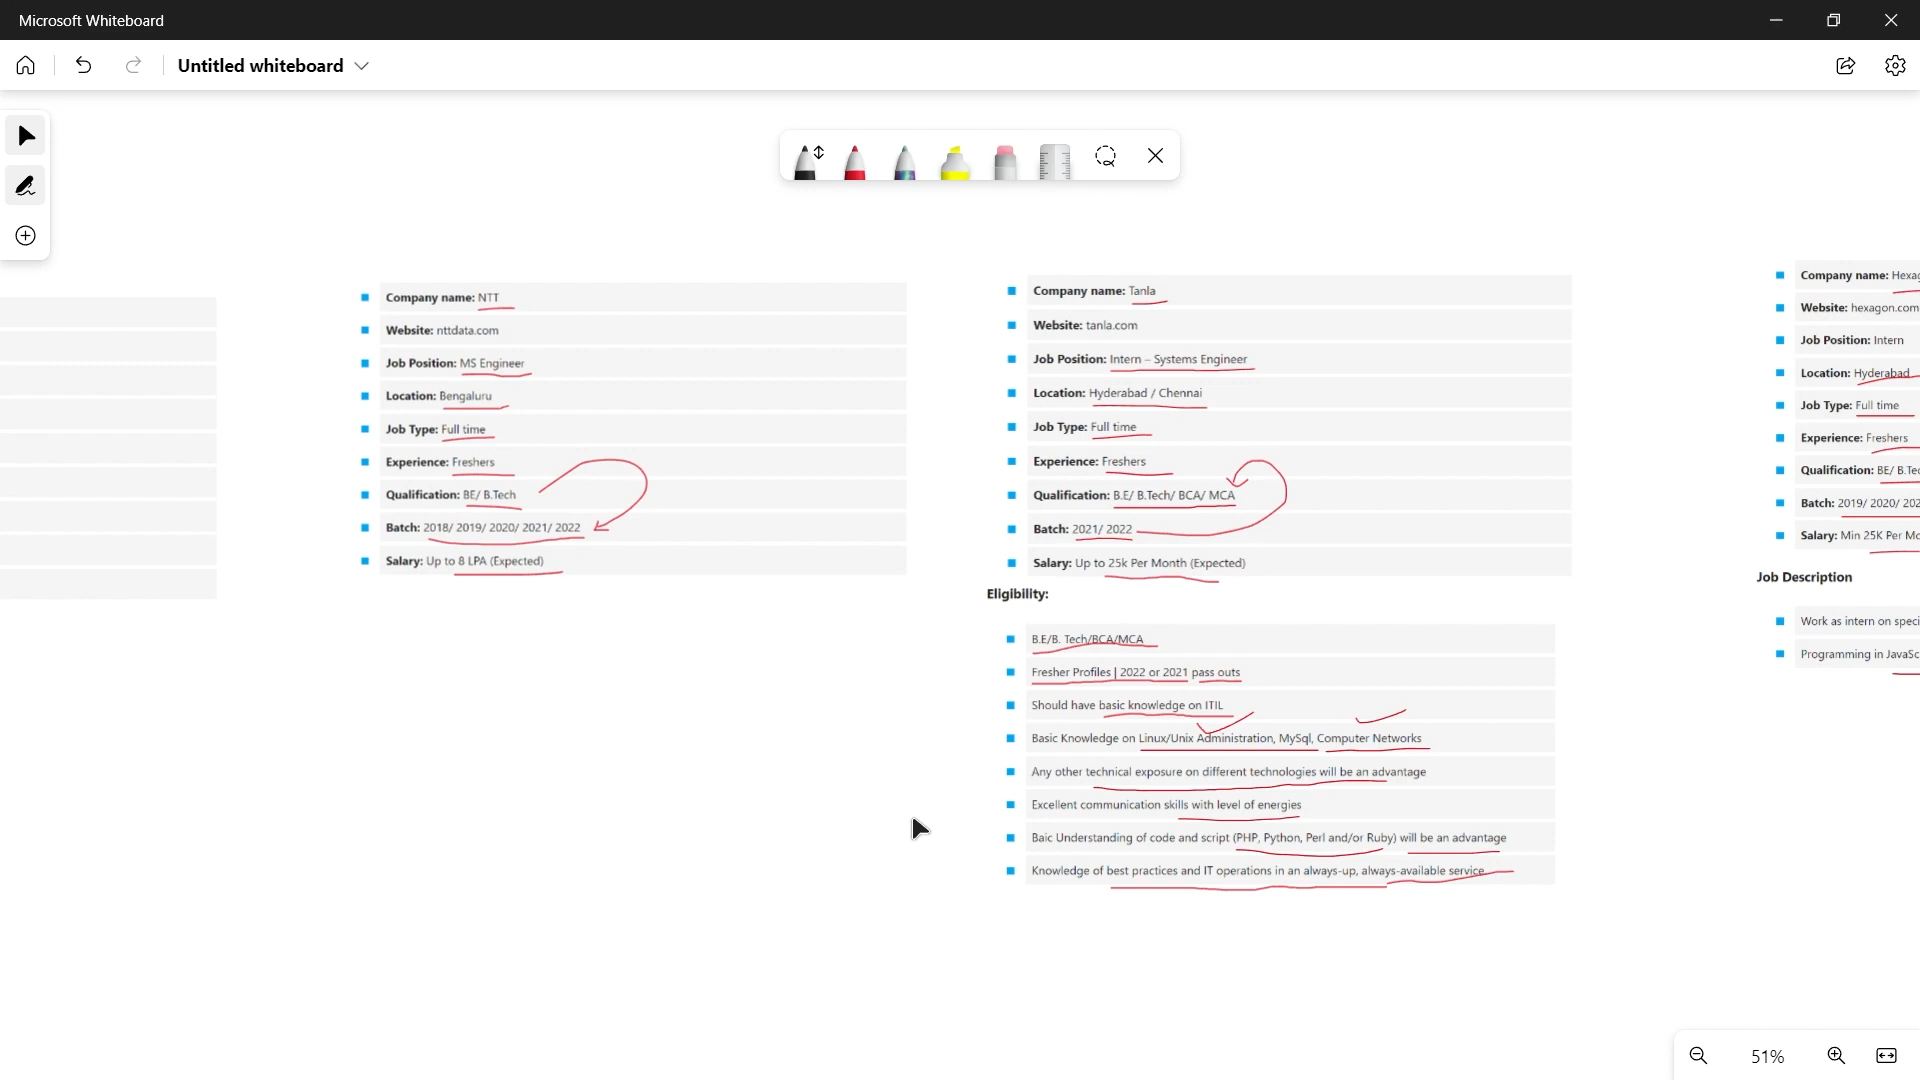 Microsoft Whiteboard
Untitled whiteboard
Company name: NTT
Website: nttdata.com
Job Position: MS Engineer
Location: Bengaluru
Job Type: Full time
Experience: Freshers
Qualification: BE/ B.Tech
Batch: 2018/ 2019/ 2020/ 2021/ 2022
Salary: Up to 8 LPA (Expected)
Company name: Tanla
Website: tanla.com
Job Position: Intern – Systems Engineer
Location: Hyderabad / Chennai
Job Type: Full time
Experience: Freshers
Qualification: B.E/ B.Tech/ BCA/ MCA
Batch: 2021/ 2022
Salary: Up to 25k Per Month (Expected)
Eligibility:
B.E/B. Tech/BCA/MCA
Fresher Profiles | 2022 or 2021 pass outs
Should have basic knowledge on ITIL
Basic Knowledge on Linux/Unix Administration, MySql, Computer Networks
Any other technical exposure on different technologies will be an advantage
Excellent communication skills with level of energies
Baic Understanding of code and script (PHP, Python, Perl and/or Ruby) will be an advantage
Knowledge of best practices and IT operations in an always-up, always-available service
Company name:
Website: hexagon.com
Job Position: Intern
Location: Hyderabad
Job Type: Full time
Experience: Freshers
Qualification: BE/
Batch: 2019/ 2020/
Salary: Min 25K Per
Job Description
Work as intern on
Programming in
51%